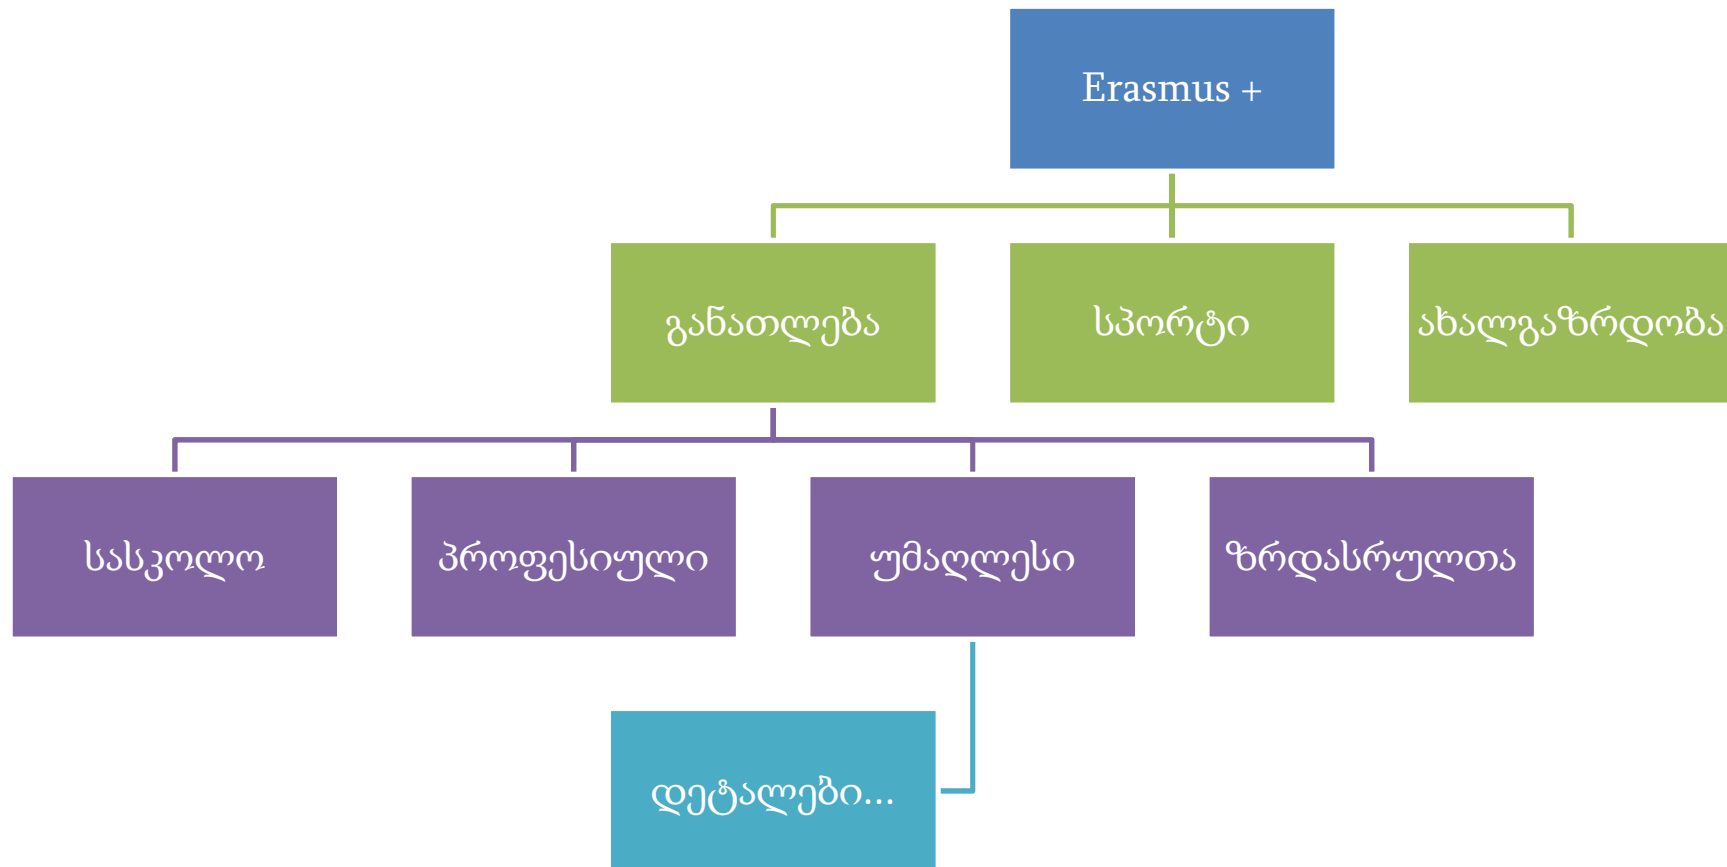 Erasmus +
განათლება
სპორტი
ახალგაზრდობა
სასკოლო
პროფესიული
უმაღლესი
ზრდასრულთა
დეტალები...